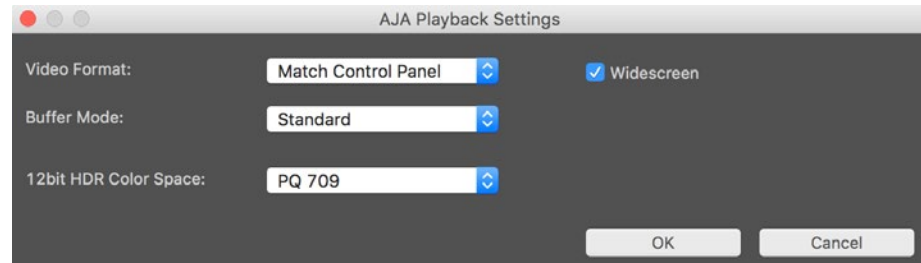 AJA Playback Settings
Video Format: Match Control Panel Widescreen
Buffer Mode: Standard
12bit HDR Color Space: PQ 709
OK Cancel